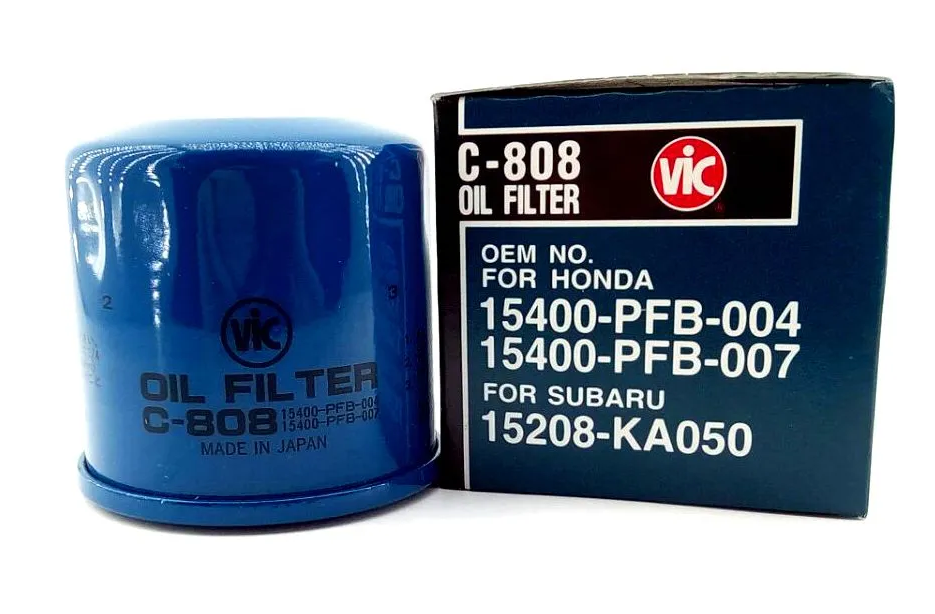 2
3
VIC
OIL FILTER
C-808 15400-PFB-004
15400-PFB-007
MADE IN JAPAN
C-808
OIL FILTER
VIC
OEM NO.
FOR HONDA
15400-PFB-004
15400-PFB-007
FOR SUBARU
15208-KA050